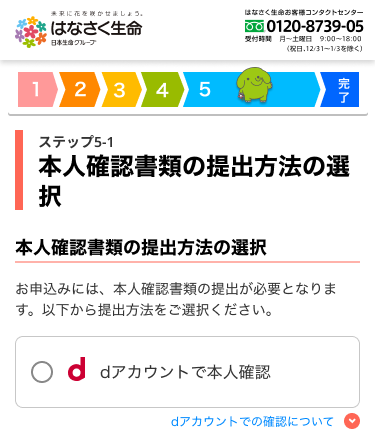 未来に花を咲かせましょう。
はなさく生命
日本生命グループ
はなさく生命お客様コンタクトセンター
0120-8739-05
受付時間 月〜土曜日 9:00〜18:00
(祝日、12/31〜1/3を除く)
1 2 3 4 5 完了
ステップ5-1
本人確認書類の提出方法の選
択
本人確認書類の提出方法の選択
お申込みには、本人確認書類の提出が必要となりま
す。以下から提出方法をご選択ください。
d dアカウントで本人確認
dアカウントでの確認について